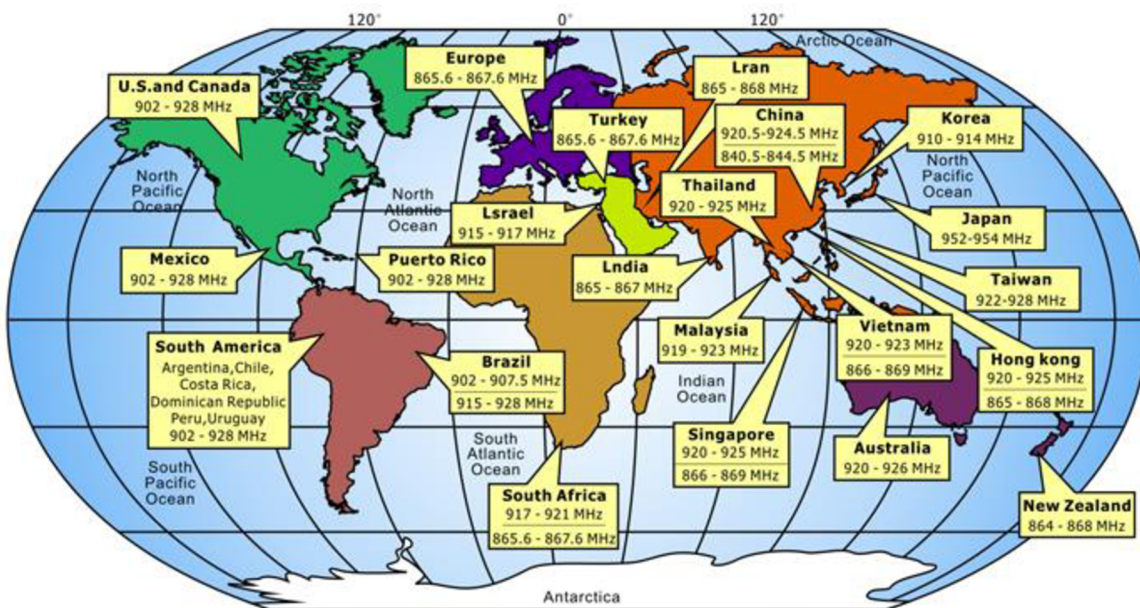 120°
0°
120°
Arctic Ocean
Europe
865.6 - 867.6 MHz
Lran
865 - 868 MHz
U.S.and Canada
902 - 928 MHz
Turkey
865.6 - 867.6 MHz
China
920.5-924.5 MHz
840.5-844.5 MHz
Korea
910 - 914 MHz
North
Pacific
Ocean
North
Atlantic
Ocean
Thailand
920 - 925 MHz
North
Pacific
Ocean
Lsrael
915 - 917 MHz
Japan
952-954 MHz
Mexico
902 - 928 MHz
Puerto Rico
902 - 928 MHz
Lndia
865 - 867 MHz
Taiwan
922-928 MHz
South America
Argentina,Chile,
Costa Rica,
Dominican Republic
Peru,Uruguay
902 - 928 MHz
Brazil
902 - 907.5 MHz
915 - 928 MHz
Malaysia
919 - 923 MHz
Vietnam
920 - 923 MHz
866 - 869 MHz
Hong kong
920 - 925 MHz
865 - 868 MHz
Indian
Ocean
Singapore
920 - 925 MHz
866 - 869 MHz
Australia
920 - 926 MHz
South
Pacific
Ocean
South
Atlantic
Ocean
South Africa
917 - 921 MHz
865.6 - 867.6 MHz
New Zealand
864 - 868 MHz
Antarctica